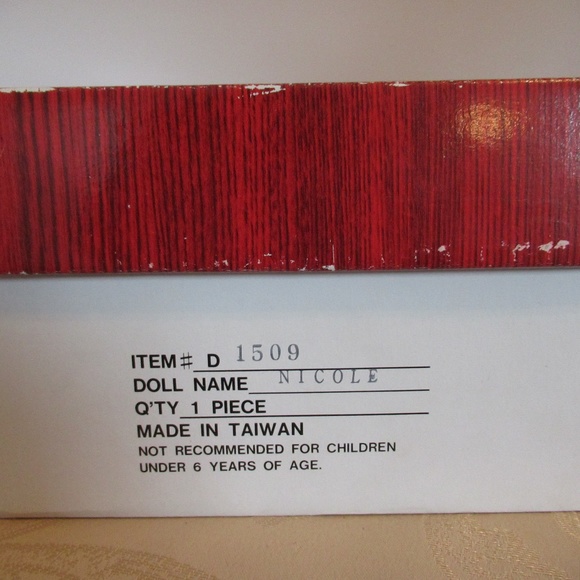 ITEM# D 1509
DOLL NAME NICOLE
Q'TY 1 PIECE
MADE IN TAIWAN
NOT RECOMMENDED FOR CHILDREN
UNDER 6 YEARS OF AGE.